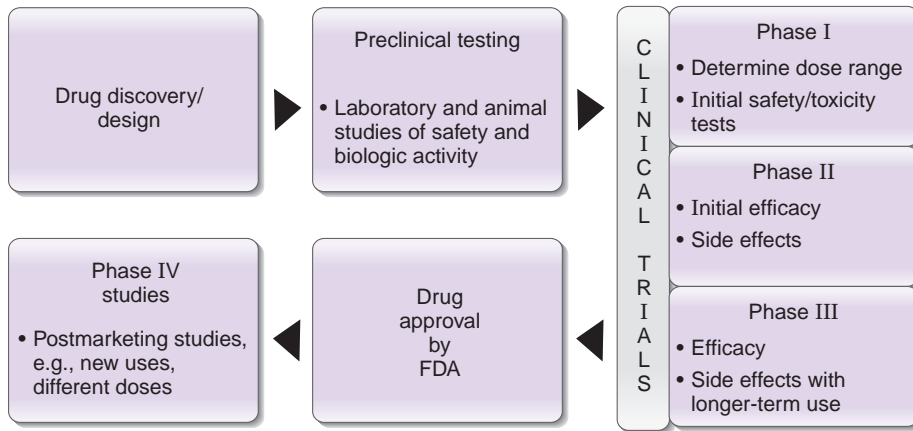 Drug discovery/
design
Preclinical testing
• Laboratory and animal
studies of safety and
biologic activity
CLINICAL TRIALS
Phase I
• Determine dose range
• Initial safety/toxicity
tests
Phase II
• Initial efficacy
• Side effects
Phase III
• Efficacy
• Side effects with
longer-term use
Drug
approval
by
FDA
Phase IV
studies
• Postmarketing studies,
e.g., new uses,
different doses